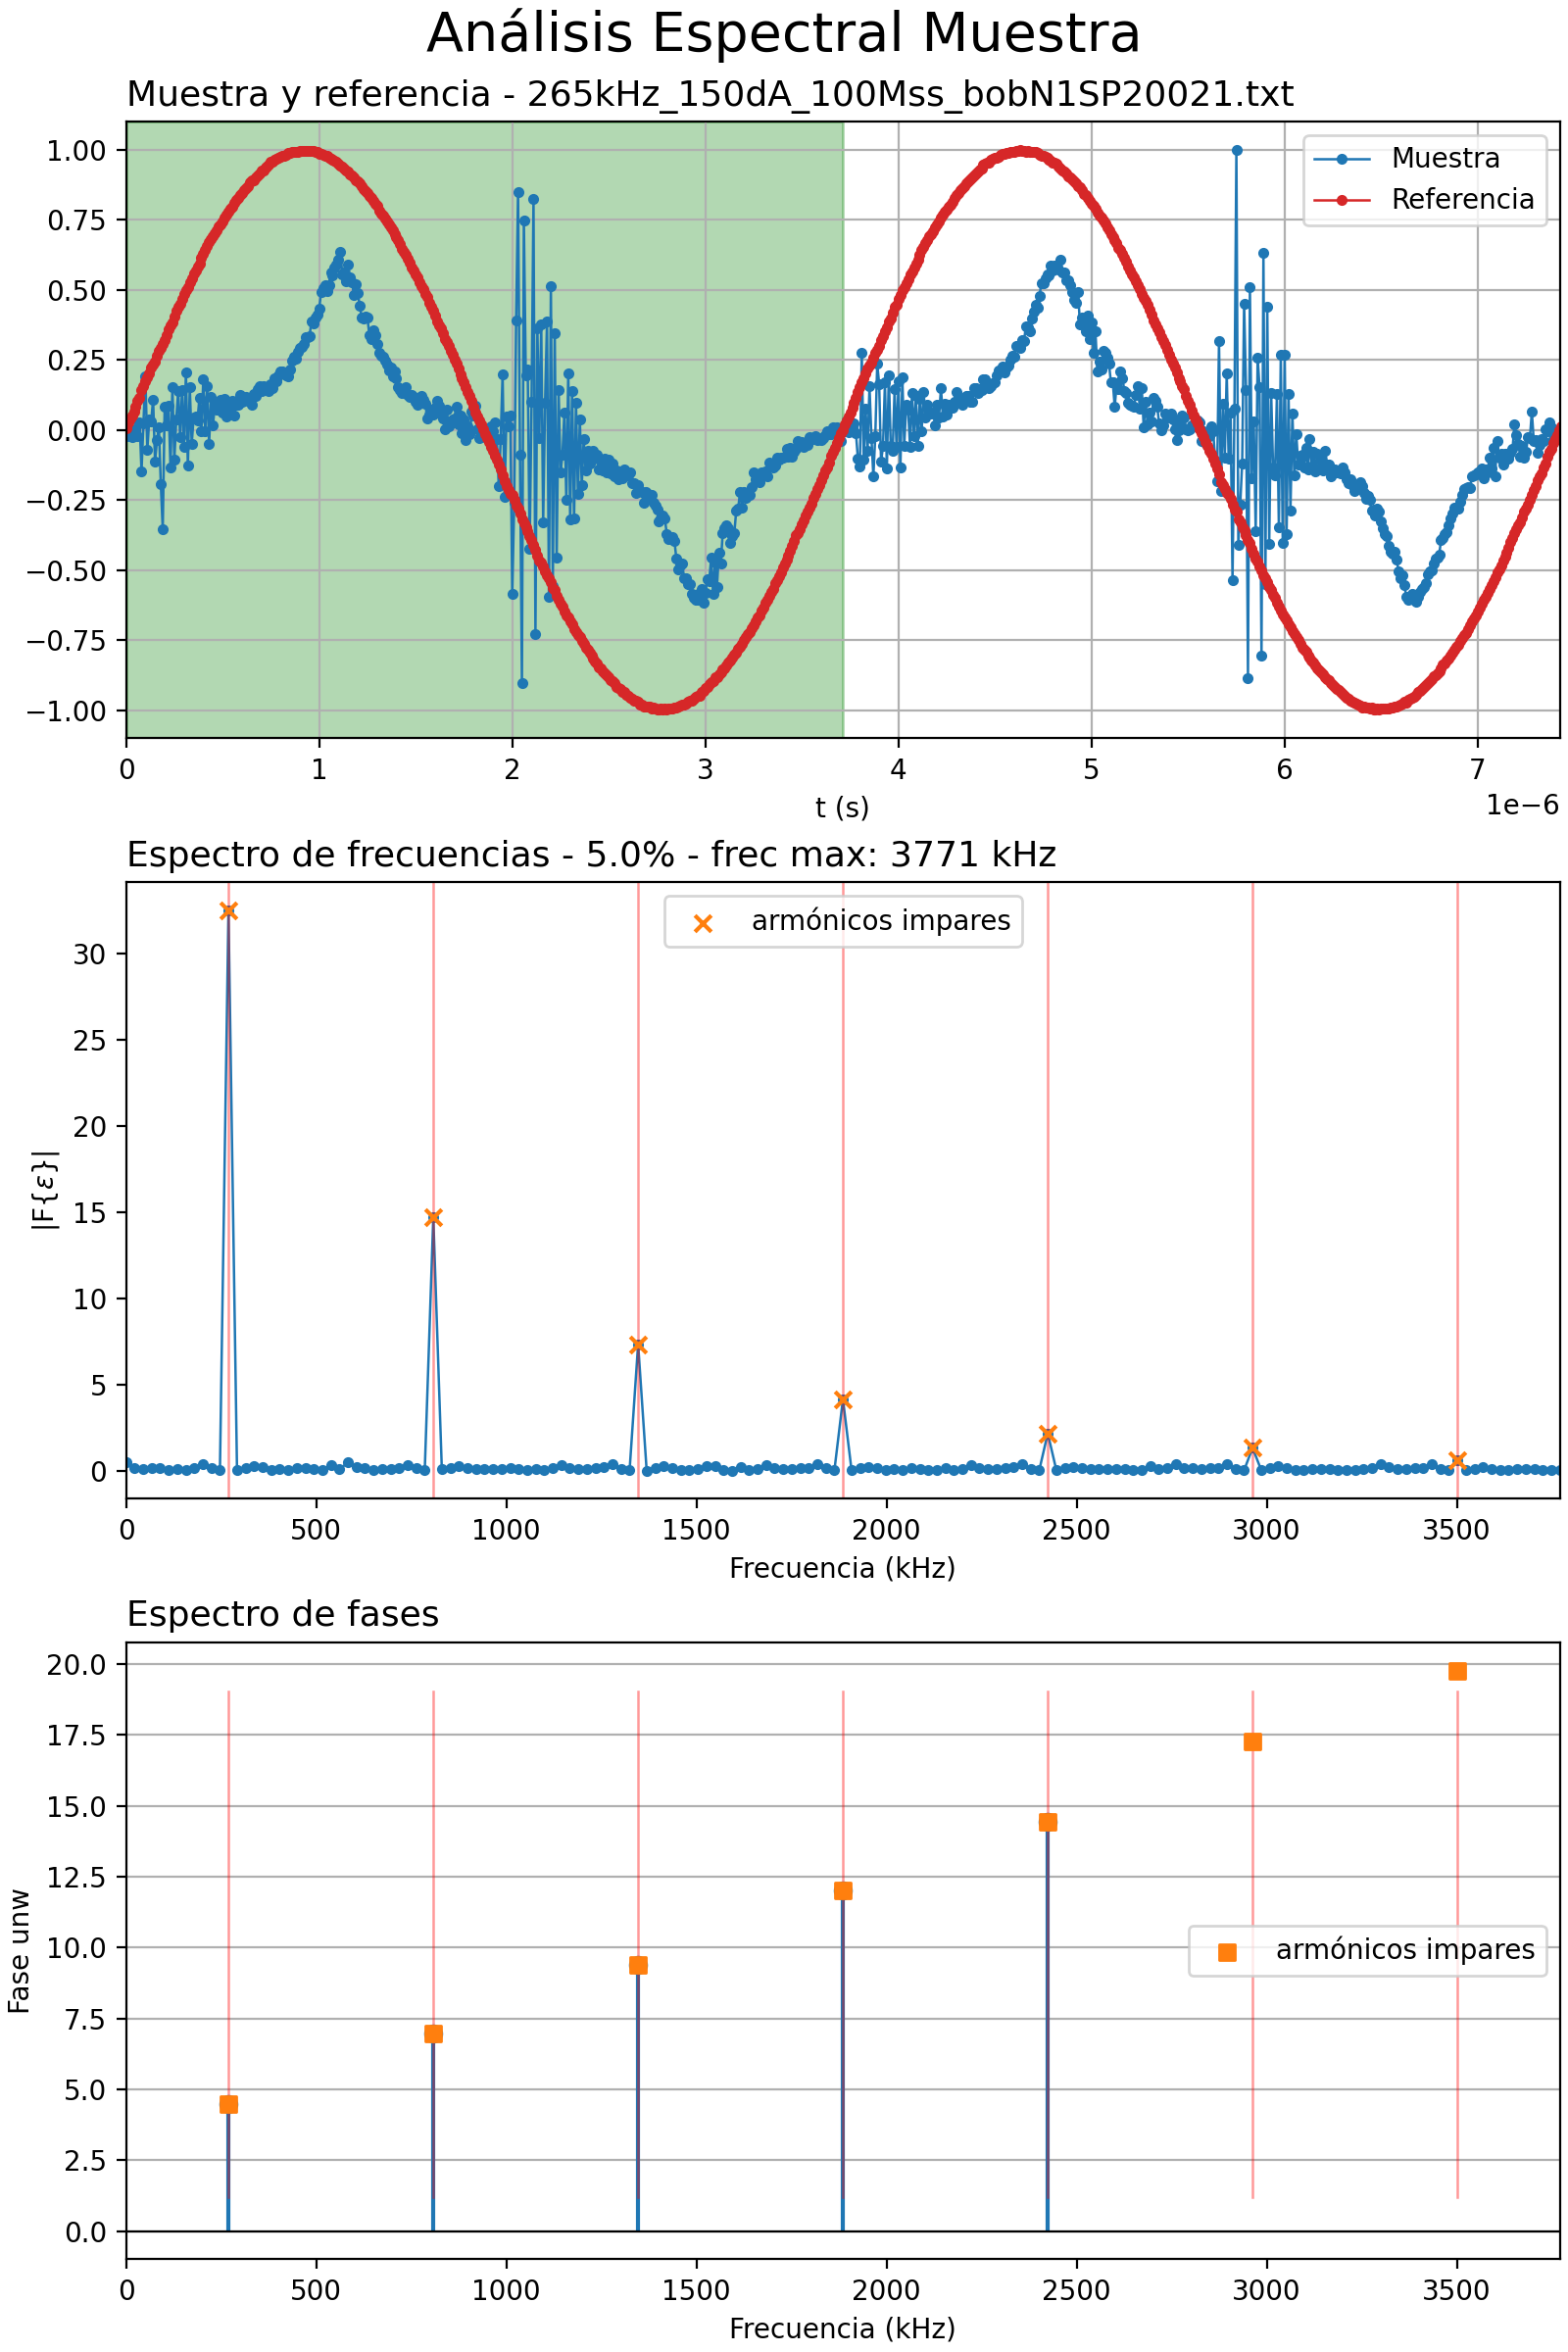 Análisis Espectral Muestra
Muestra y referencia - 265kHz_150dA_100Mss_bobN1SP20021.txt
1.00
0.75
0.50
0.25
0.00
−0.25
−0.50
−0.75
−1.00
Muestra
Referencia
0 1 2 3 4 5 6 7
1e−6
t (s)
Espectro de frecuencias - 5.0% - frec max: 3771 kHz
armónicos impares
|F{ε}|
30
25
20
15
10
5
0
0 500 1000 1500 2000 2500 3000 3500
Frecuencia (kHz)
Espectro de fases
Fase unw
20.0
17.5
15.0
12.5
10.0
7.5
5.0
2.5
0.0
armónicos impares
0 500 1000 1500 2000 2500 3000 3500
Frecuencia (kHz)